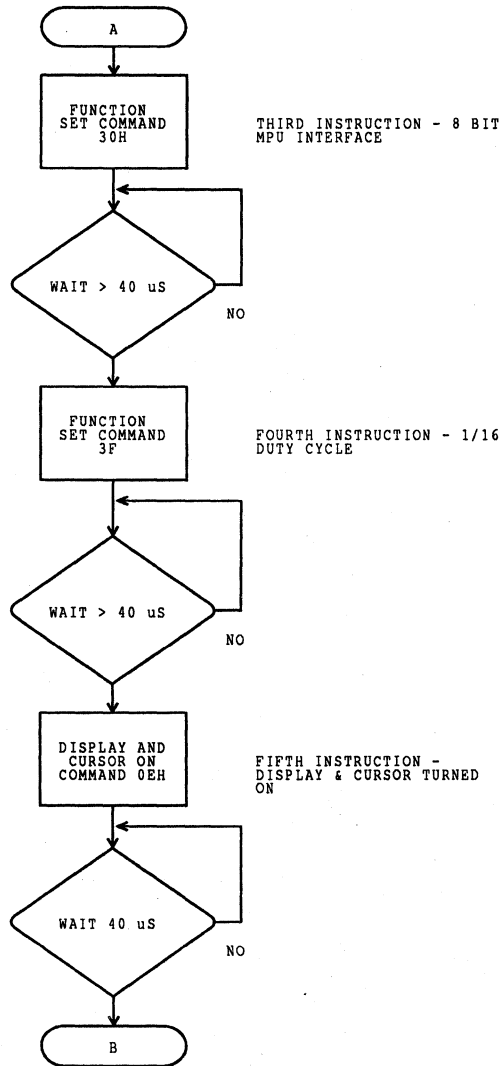 A
FUNCTION
SET COMMAND
30H
THIRD INSTRUCTION - 8 BIT
MPU INTERFACE
WAIT > 40 uS
NO
FUNCTION
SET COMMAND
3F
FOURTH INSTRUCTION - 1/16
DUTY CYCLE
WAIT > 40 uS
NO
DISPLAY AND
CURSOR ON
COMMAND 0EH
FIFTH INSTRUCTION -
DISPLAY & CURSOR TURNED
ON
WAIT 40 uS
NO
B